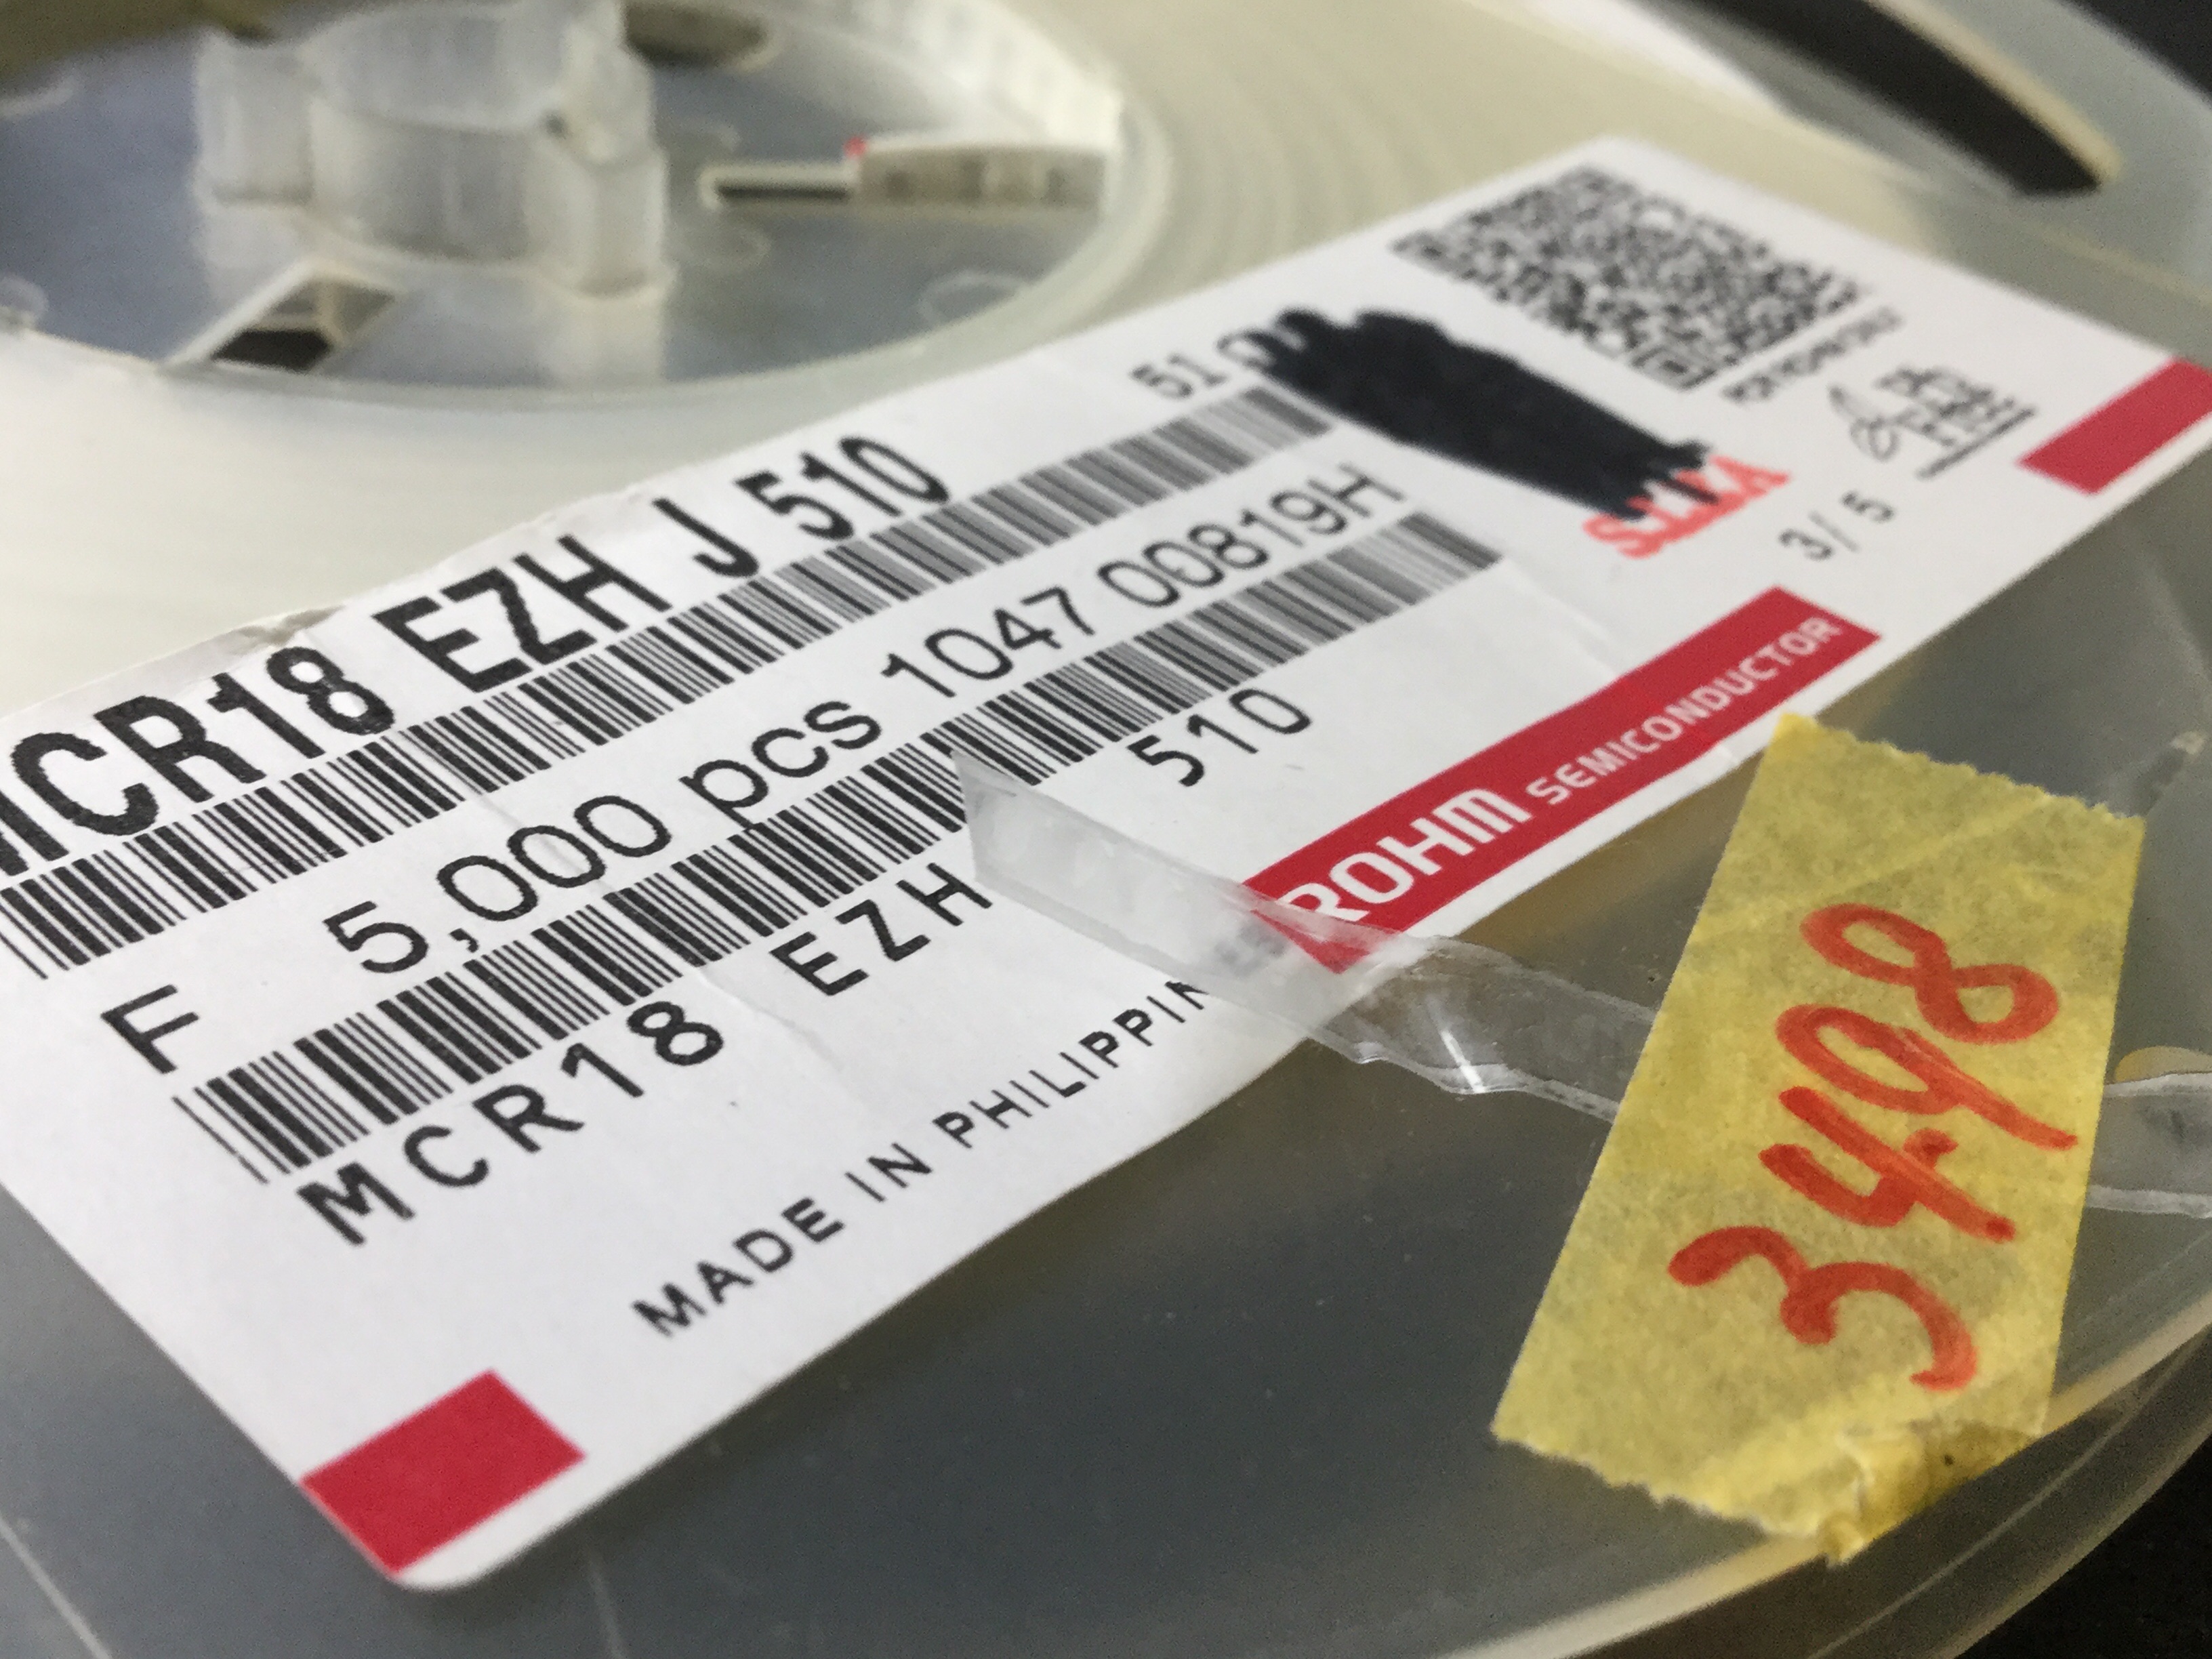 MCR18 EZH J 510
510
F 5,000 pcs 1047 00819H
MCR18 EZH 510
MADE IN PHILIPPIN
ROHM SEMICONDUCTOR
3/ 5
3498